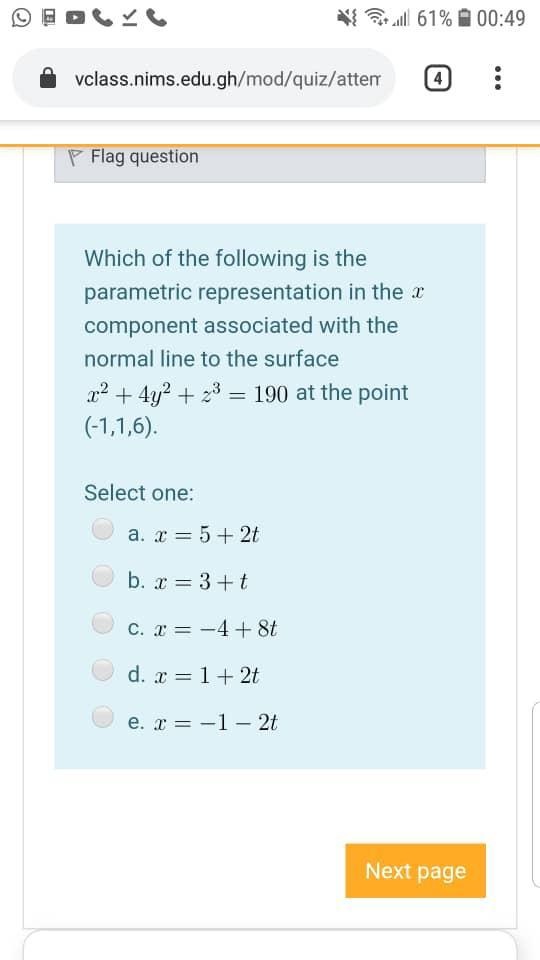 61% 00:49
vclass.nims.edu.gh/mod/quiz/attem
4
Flag question
Which of the following is the
parametric representation in the x
component associated with the
normal line to the surface
x² + 4y² + z³ = 190 at the point
(-1,1,6).
Select one:
a. x = 5 + 2t
b. x = 3 + t
c. x = −4 + 8t
d. x = 1 + 2t
e. x = −1 − 2t
Next page